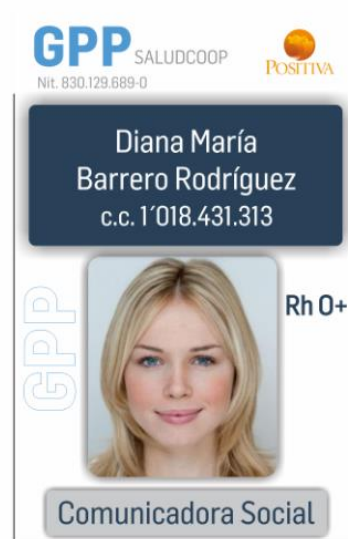 GPP SALUDCOOP
Nit. 830.129.689-0
POSITIVA
Diana María
Barrero Rodríguez
c.c. 1´018.431.313
GPP
Rh O+
Comunicadora Social